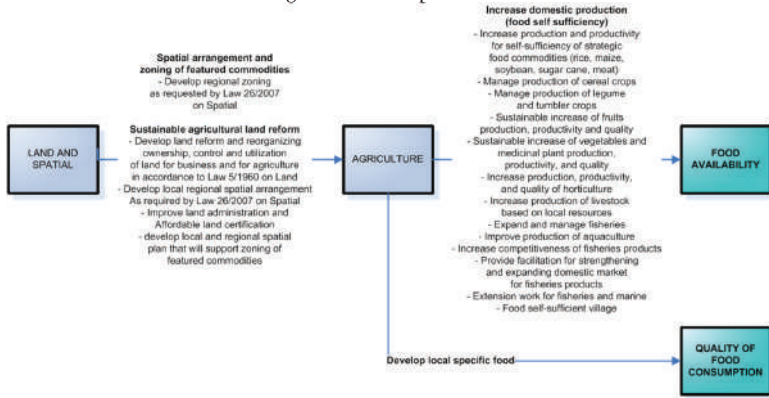 Increase domestic production
(food self sufficiency)
- Increase production and productivity
for self-sufficiency of strategic
food commodities (rice, maize,
soybean, sugar cane, meat)
- Manage production of cereal crops
- Manage production of legume
and tumbler crops
- Sustainable increase of fruits
production, productivity and quality
- Sustainable increase of vegetables and
medicinal plant production,
productivity, and quality
- Increase production, productivity,
and quality of horticulture
- Increase production of livestock
based on local resources
- Expand and manage fisheries
- Improve production of aquaculture
- Increase competitiveness of fisheries products
- Provide facilitation for strengthening
and expanding domestic market
for fisheries products
- Extension work for fisheries and marine
- Food self-sufficient village
Spatial arrangement and
zoning of featured commodities
- Develop regional zoning
as requested by Law 26/2007
on Spatial
Sustainable agricultural land reform
- Develop land reform and reorganizing
ownership, control and utilization
of land for business and for agriculture
in accordance to Law 5/1960 on Land
- Develop local regional spatial arrangement
As required by Law 26/2007 on Spatial
- Improve land administration and
Affordable land certification
- develop local and regional spatial
plan that will support zoning of
featured commodities
LAND AND
SPATIAL
AGRICULTURE
FOOD
AVAILABILITY
Develop local specific food
QUALITY OF
FOOD
CONSUMPTION